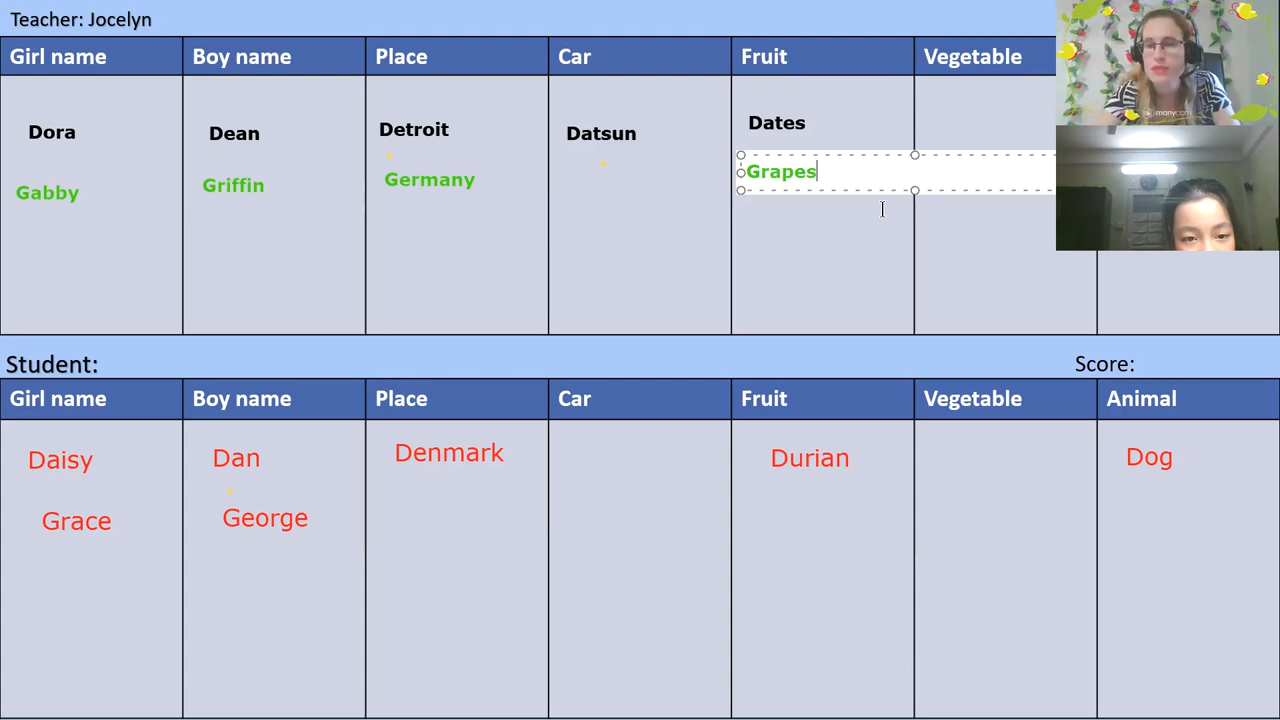 Teacher: Jocelyn
Girl name Boy name Place Car Fruit Vegetable
Dora Dean Detroit Datsun Dates
Gabby Griffin Germany Grapes
manycam
Student: Score:
Girl name Boy name Place Car Fruit Vegetable Animal
Daisy Dan Denmark Durian Dog
Grace George